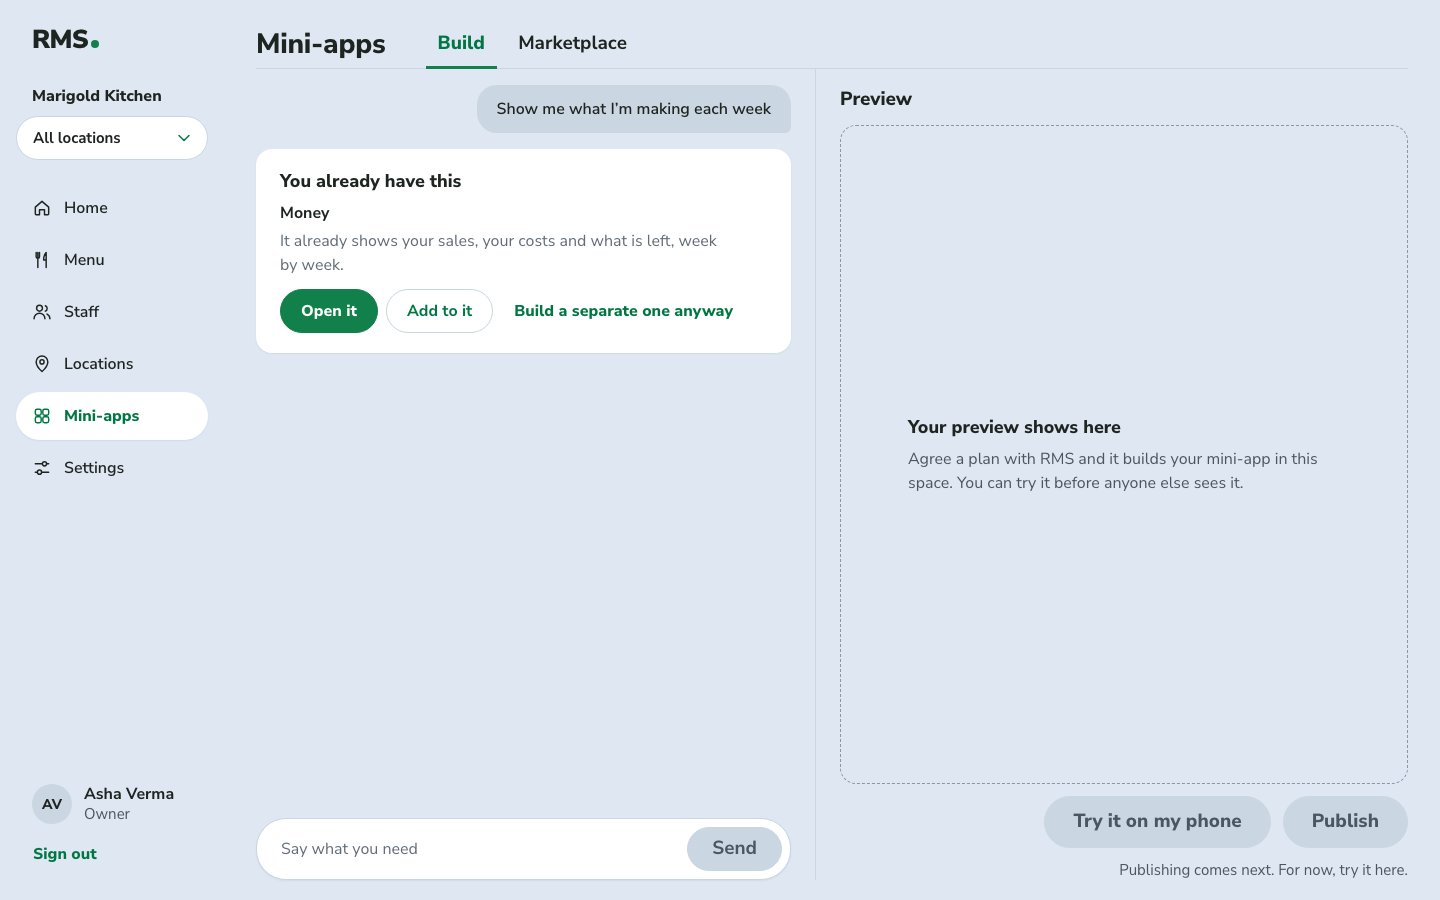 RMS.
Marigold Kitchen
All locations
Home
Menu
Staff
Locations
Mini-apps
Settings
AV
Asha Verma
Owner
Sign out
Mini-apps
Build
Marketplace
Show me what I’m making each week
You already have this
Money
It already shows your sales, your costs and what is left, week
by week.
Open it
Add to it
Build a separate one anyway
Say what you need
Send
Preview
Your preview shows here
Agree a plan with RMS and it builds your mini-app in this
space. You can try it before anyone else sees it.
Try it on my phone
Publish
Publishing comes next. For now, try it here.